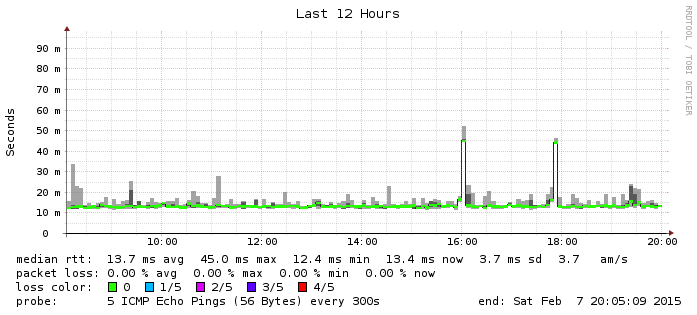 Last 12 Hours
RRDTOOL / TOBI OETIKER
Seconds
90 m
80 m
70 m
60 m
50 m
40 m
30 m
20 m
10 m
0
10:00 12:00 14:00 16:00 18:00 20:00
median rtt: 13.7 ms avg 45.0 ms max 12.4 ms min 13.4 ms now 3.7 ms sd 3.7 am/s
packet loss: 0.00 % avg 0.00 % max 0.00 % min 0.00 % now
loss color: 0 1/5 2/5 3/5 4/5
probe: 5 ICMP Echo Pings (56 Bytes) every 300s end: Sat Feb 7 20:05:09 2015